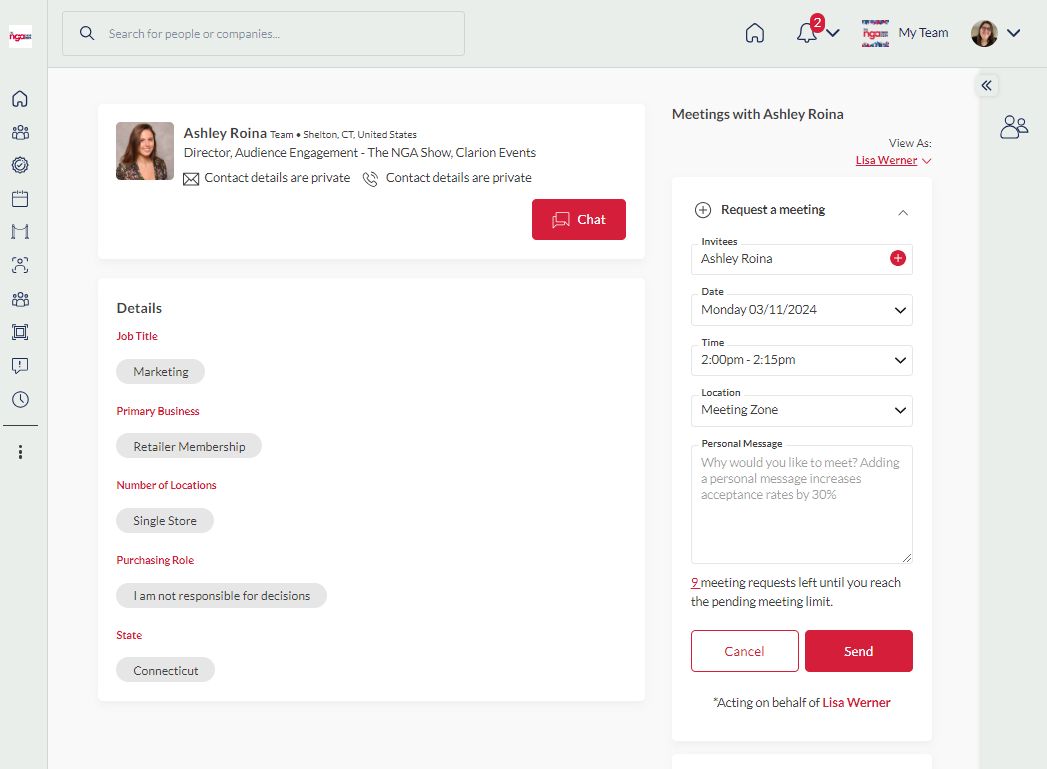 nga
Search for people or companies...
2
nga
My Team
Ashley Roina Team • Shelton, CT, United States
Director, Audience Engagement - The NGA Show, Clarion Events
Contact details are private
Contact details are private
Chat
Details
Job Title
Marketing
Primary Business
Retailer Membership
Number of Locations
Single Store
Purchasing Role
I am not responsible for decisions
State
Connecticut
Meetings with Ashley Roina
View As:
Lisa Werner
Request a meeting
Invitees
Ashley Roina
Date
Monday 03/11/2024
Time
2:00pm - 2:15pm
Location
Meeting Zone
Personal Message
Why would you like to meet? Adding
a personal message increases
acceptance rates by 30%
9 meeting requests left until you reach
the pending meeting limit.
Cancel
Send
*Acting on behalf of Lisa Werner